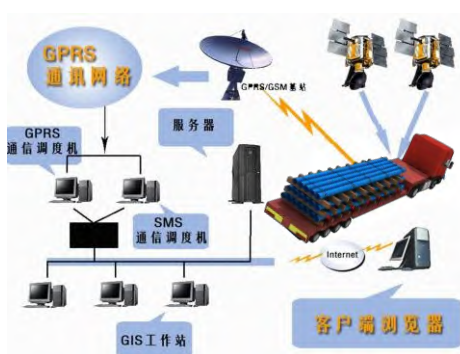 GPRS
通讯网络
GPRS/GSM基站
服务器
GPRS
通信调度机
SMS
通信调度机
Internet
GIS工作站
客户端浏览器